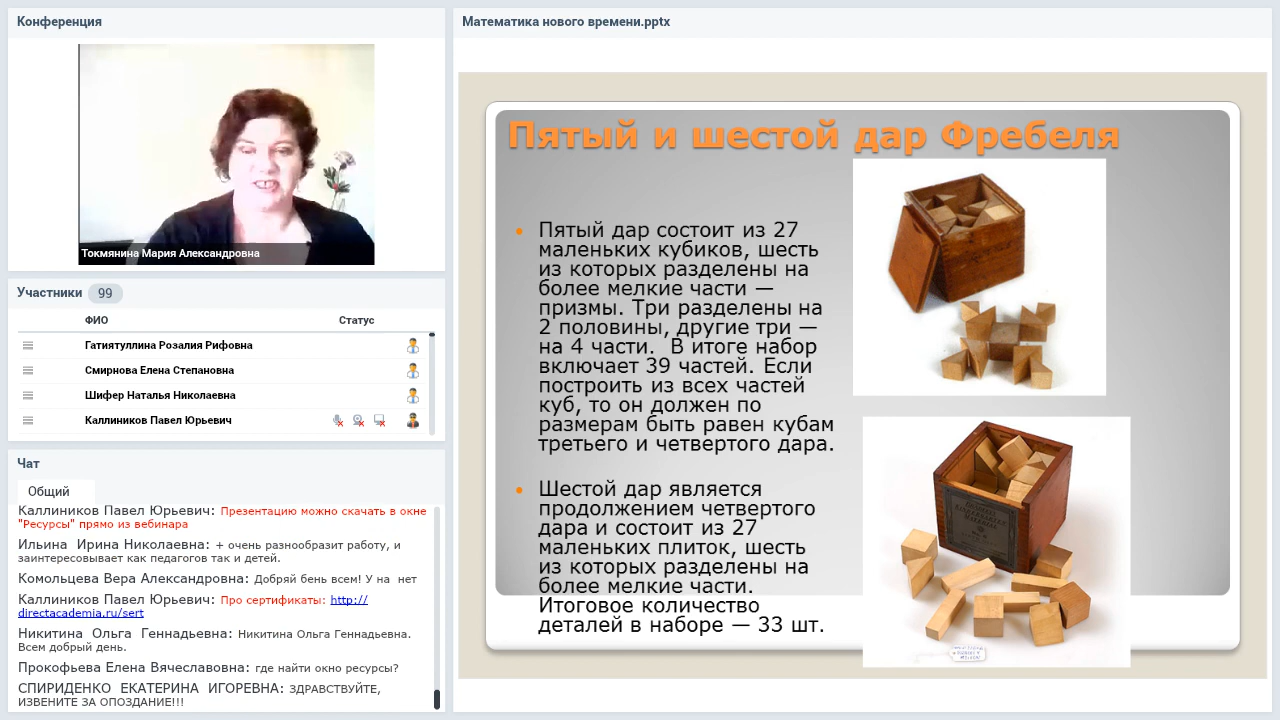 Конференция
Токмянина Мария Александровна
Участники 99
ФИО Статус
Гатиятуллина Розалия Рифовна
Смирнова Елена Степановна
Шифер Наталья Николаевна
Каллиников Павел Юрьевич
Чат
Общий
Каллиников Павел Юрьевич: Презентацию можно скачать в окне
"Ресурсы" прямо из вебинара
Ильина Ирина Николаевна: + очень разнообразит работу, и
заинтересовывает как педагогов так и детей.
Комольцева Вера Александровна: Добряй бень всем! У на нет
Каллиников Павел Юрьевич: Про сертификаты: http://
directacademia.ru/sert
Никитина Ольга Геннадьевна: Никитина Ольга Геннадьевна.
Всем добрый день.
Прокофьева Елена Вячеславовна: где найти окно ресурсы?
СПИРИДЕНКО ЕКАТЕРИНА ИГОРЕВНА: ЗДРАВСТВУЙТЕ,
ИЗВЕНИТЕ ЗА ОПОЗДАНИЕ!!!
Математика нового времени.pptx
Пятый и шестой дар Фребеля
Пятый дар состоит из 27
маленьких кубиков, шесть
из которых разделены на
более мелкие части —
призмы. Три разделены на
2 половины, другие три —
на 4 части. В итоге набор
включает 39 частей. Если
построить из всех частей
куб, то он должен по
размерам быть равен кубам
третьего и четвертого дара.
Шестой дар является
продолжением четвертого
дара и состоит из 27
маленьких плиток, шесть
из которых разделены на
более мелкие части.
Итоговое количество
деталей в наборе — 33 шт.